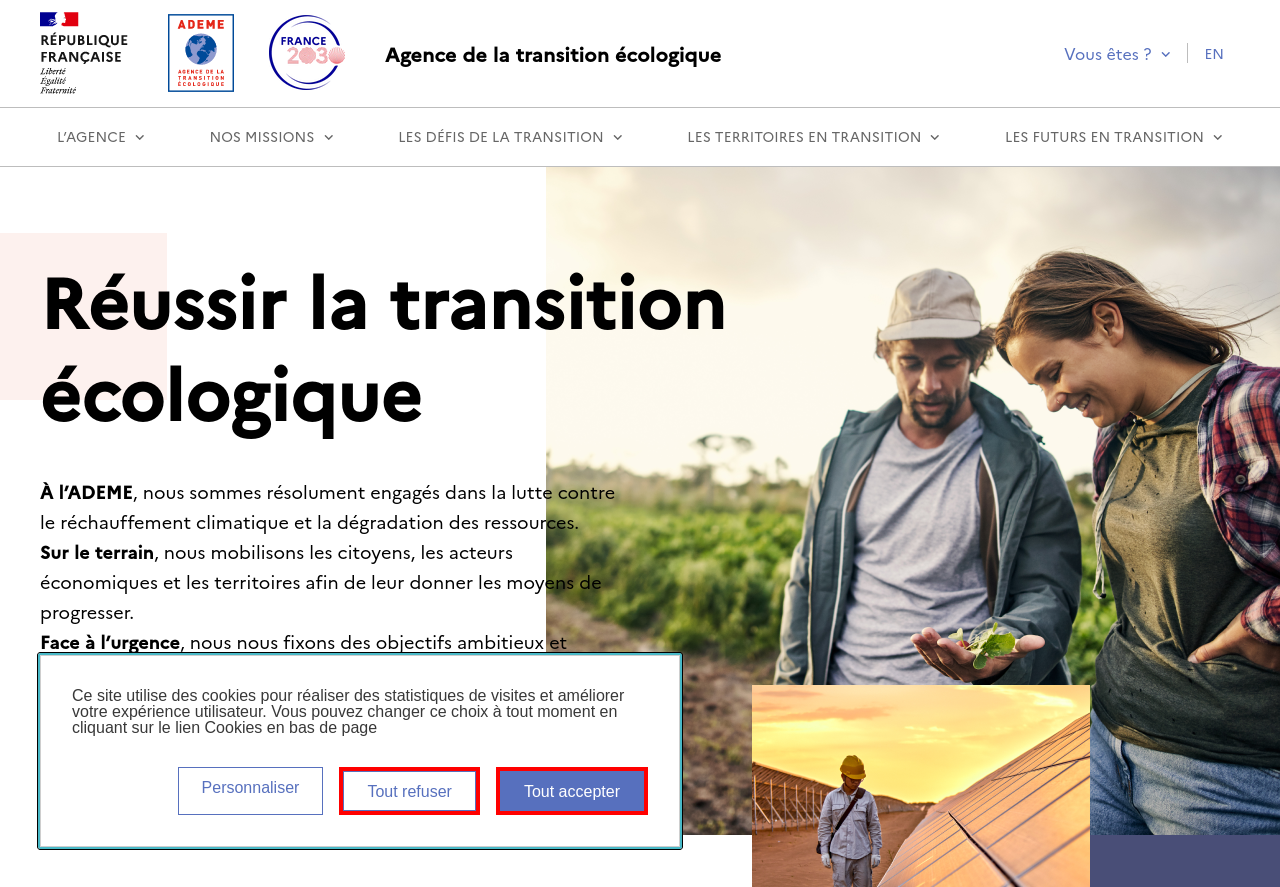 RÉPUBLIQUE
FRANÇAISE
Liberté
Égalité
Fraternité
ADEME
AGENCE DE LA
TRANSITION
ÉCOLOGIQUE
FRANCE
2030
Agence de la transition écologique
Vous êtes ?
EN
L’AGENCE
NOS MISSIONS
LES DÉFIS DE LA TRANSITION
LES TERRITOIRES EN TRANSITION
LES FUTURS EN TRANSITION
Réussir la transition
écologique
À l’ADEME, nous sommes résolument engagés dans la lutte contre
le réchauffement climatique et la dégradation des ressources.
Sur le terrain, nous mobilisons les citoyens, les acteurs
économiques et les territoires afin de leur donner les moyens de
progresser.
Face à l’urgence, nous nous fixons des objectifs ambitieux et
Ce site utilise des cookies pour réaliser des statistiques de visites et améliorer
votre expérience utilisateur. Vous pouvez changer ce choix à tout moment en
cliquant sur le lien Cookies en bas de page
Personnaliser
Tout refuser
Tout accepter